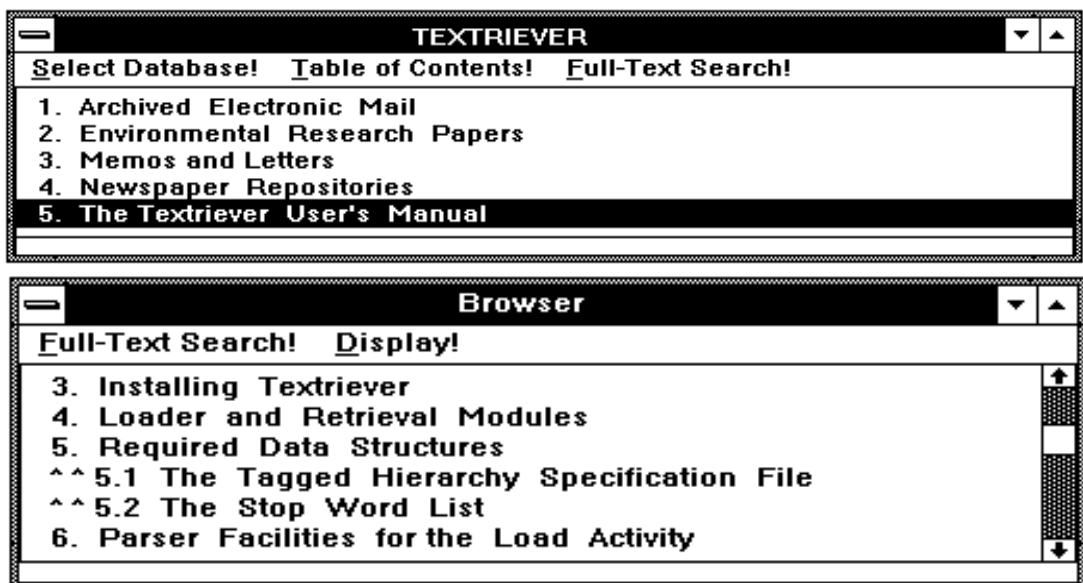 TEXTRIEVER
Select Database! Table of Contents! Full-Text Search!
1. Archived Electronic Mail
2. Environmental Research Papers
3. Memos and Letters
4. Newspaper Repositories
5. The Textriever User's Manual
Browser
Full-Text Search! Display!
3. Installing Textriever
4. Loader and Retrieval Modules
5. Required Data Structures
^^5.1 The Tagged Hierarchy Specification File
^^5.2 The Stop Word List
6. Parser Facilities for the Load Activity